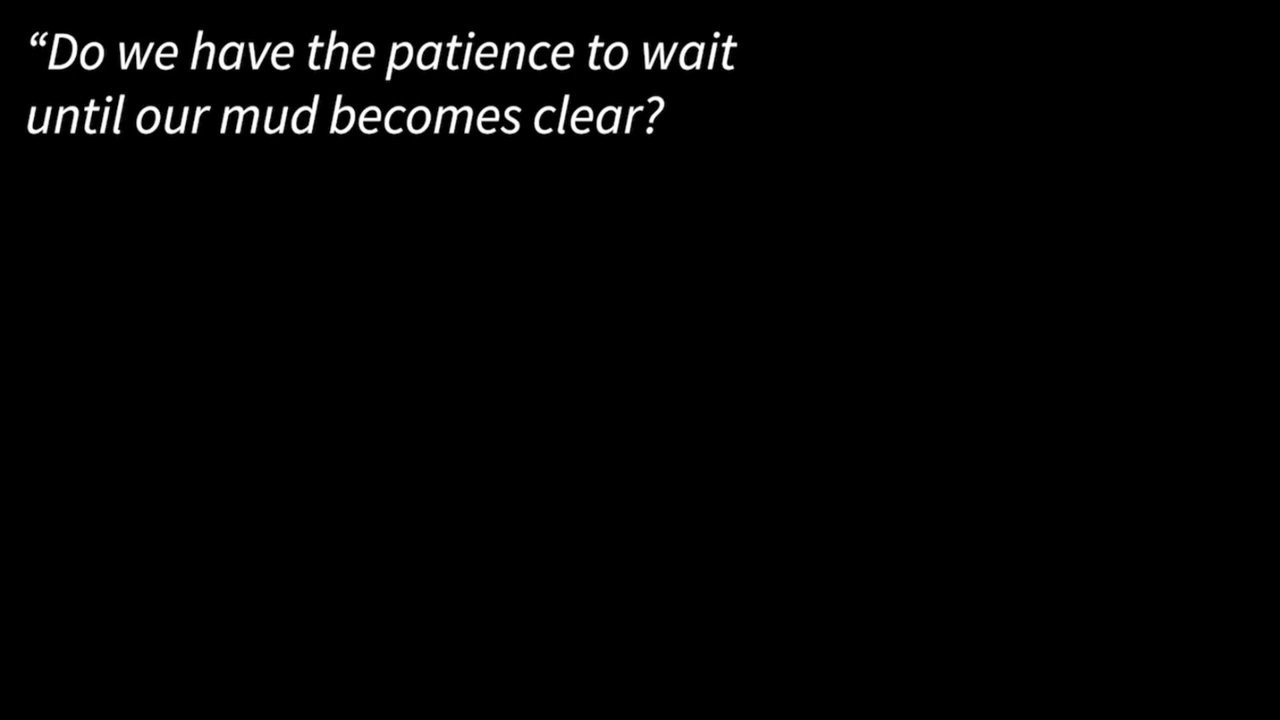 “Do we have the patience to wait
until our mud becomes clear?